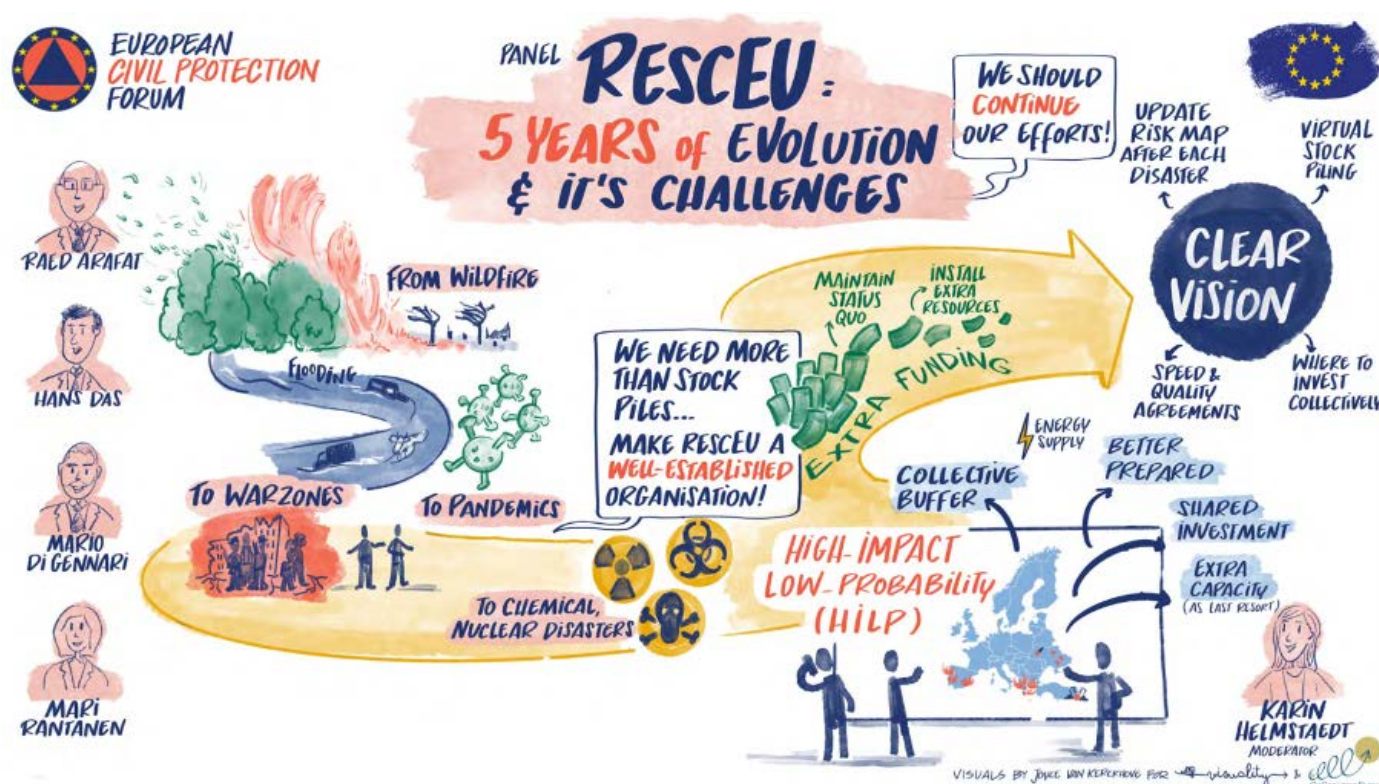 EUROPEAN
CIVIL PROTECTION
FORUM
PANEL
RESCEU:
5 YEARS of EVOLUTION
& iT'S CHALLENGES
WE SHOULD
CONTINUE
OUR EFFORTS!
UPDATE
RISK MAP
AFTER EACH
DISASTER
VIRTUAL
STOCK
PILING
CLEAR
VISION
SPEED &
QUALITY
AGREEMENTS
WHERE TO
INVEST
COLLECTIVELY
RAED ARAFAT
HANS DAS
MARIO
Di GENNARI
MARI
RANTANEN
FROM WILDFIRE
FLOODING
TO WARZONES
TO PANDEMICS
TO CHEMICAL,
NUCLEAR DISASTERS
WE NEED MORE
THAN STOCK
PILES...
MAKE RESCEU A
WELL-ESTABLISHED
ORGANISATION!
MAINTAIN
STATUS
QUO
INSTALL
EXTRA
RESOURCES
EXTRA FUNDING
ENERGY
SUPPLY
COLLECTIVE
BUFFER
BETTER
PREPARED
SHARED
INVESTMENT
EXTRA
CAPACITY
(AS LAST RESORT)
HIGH-IMPACT
LOW-PROBABILITY
(HILP)
KARIN
HELMSTAEDT
MODERATOR
VISUALS BY JOYCE VAN KERCKHOVE FOR visuality &